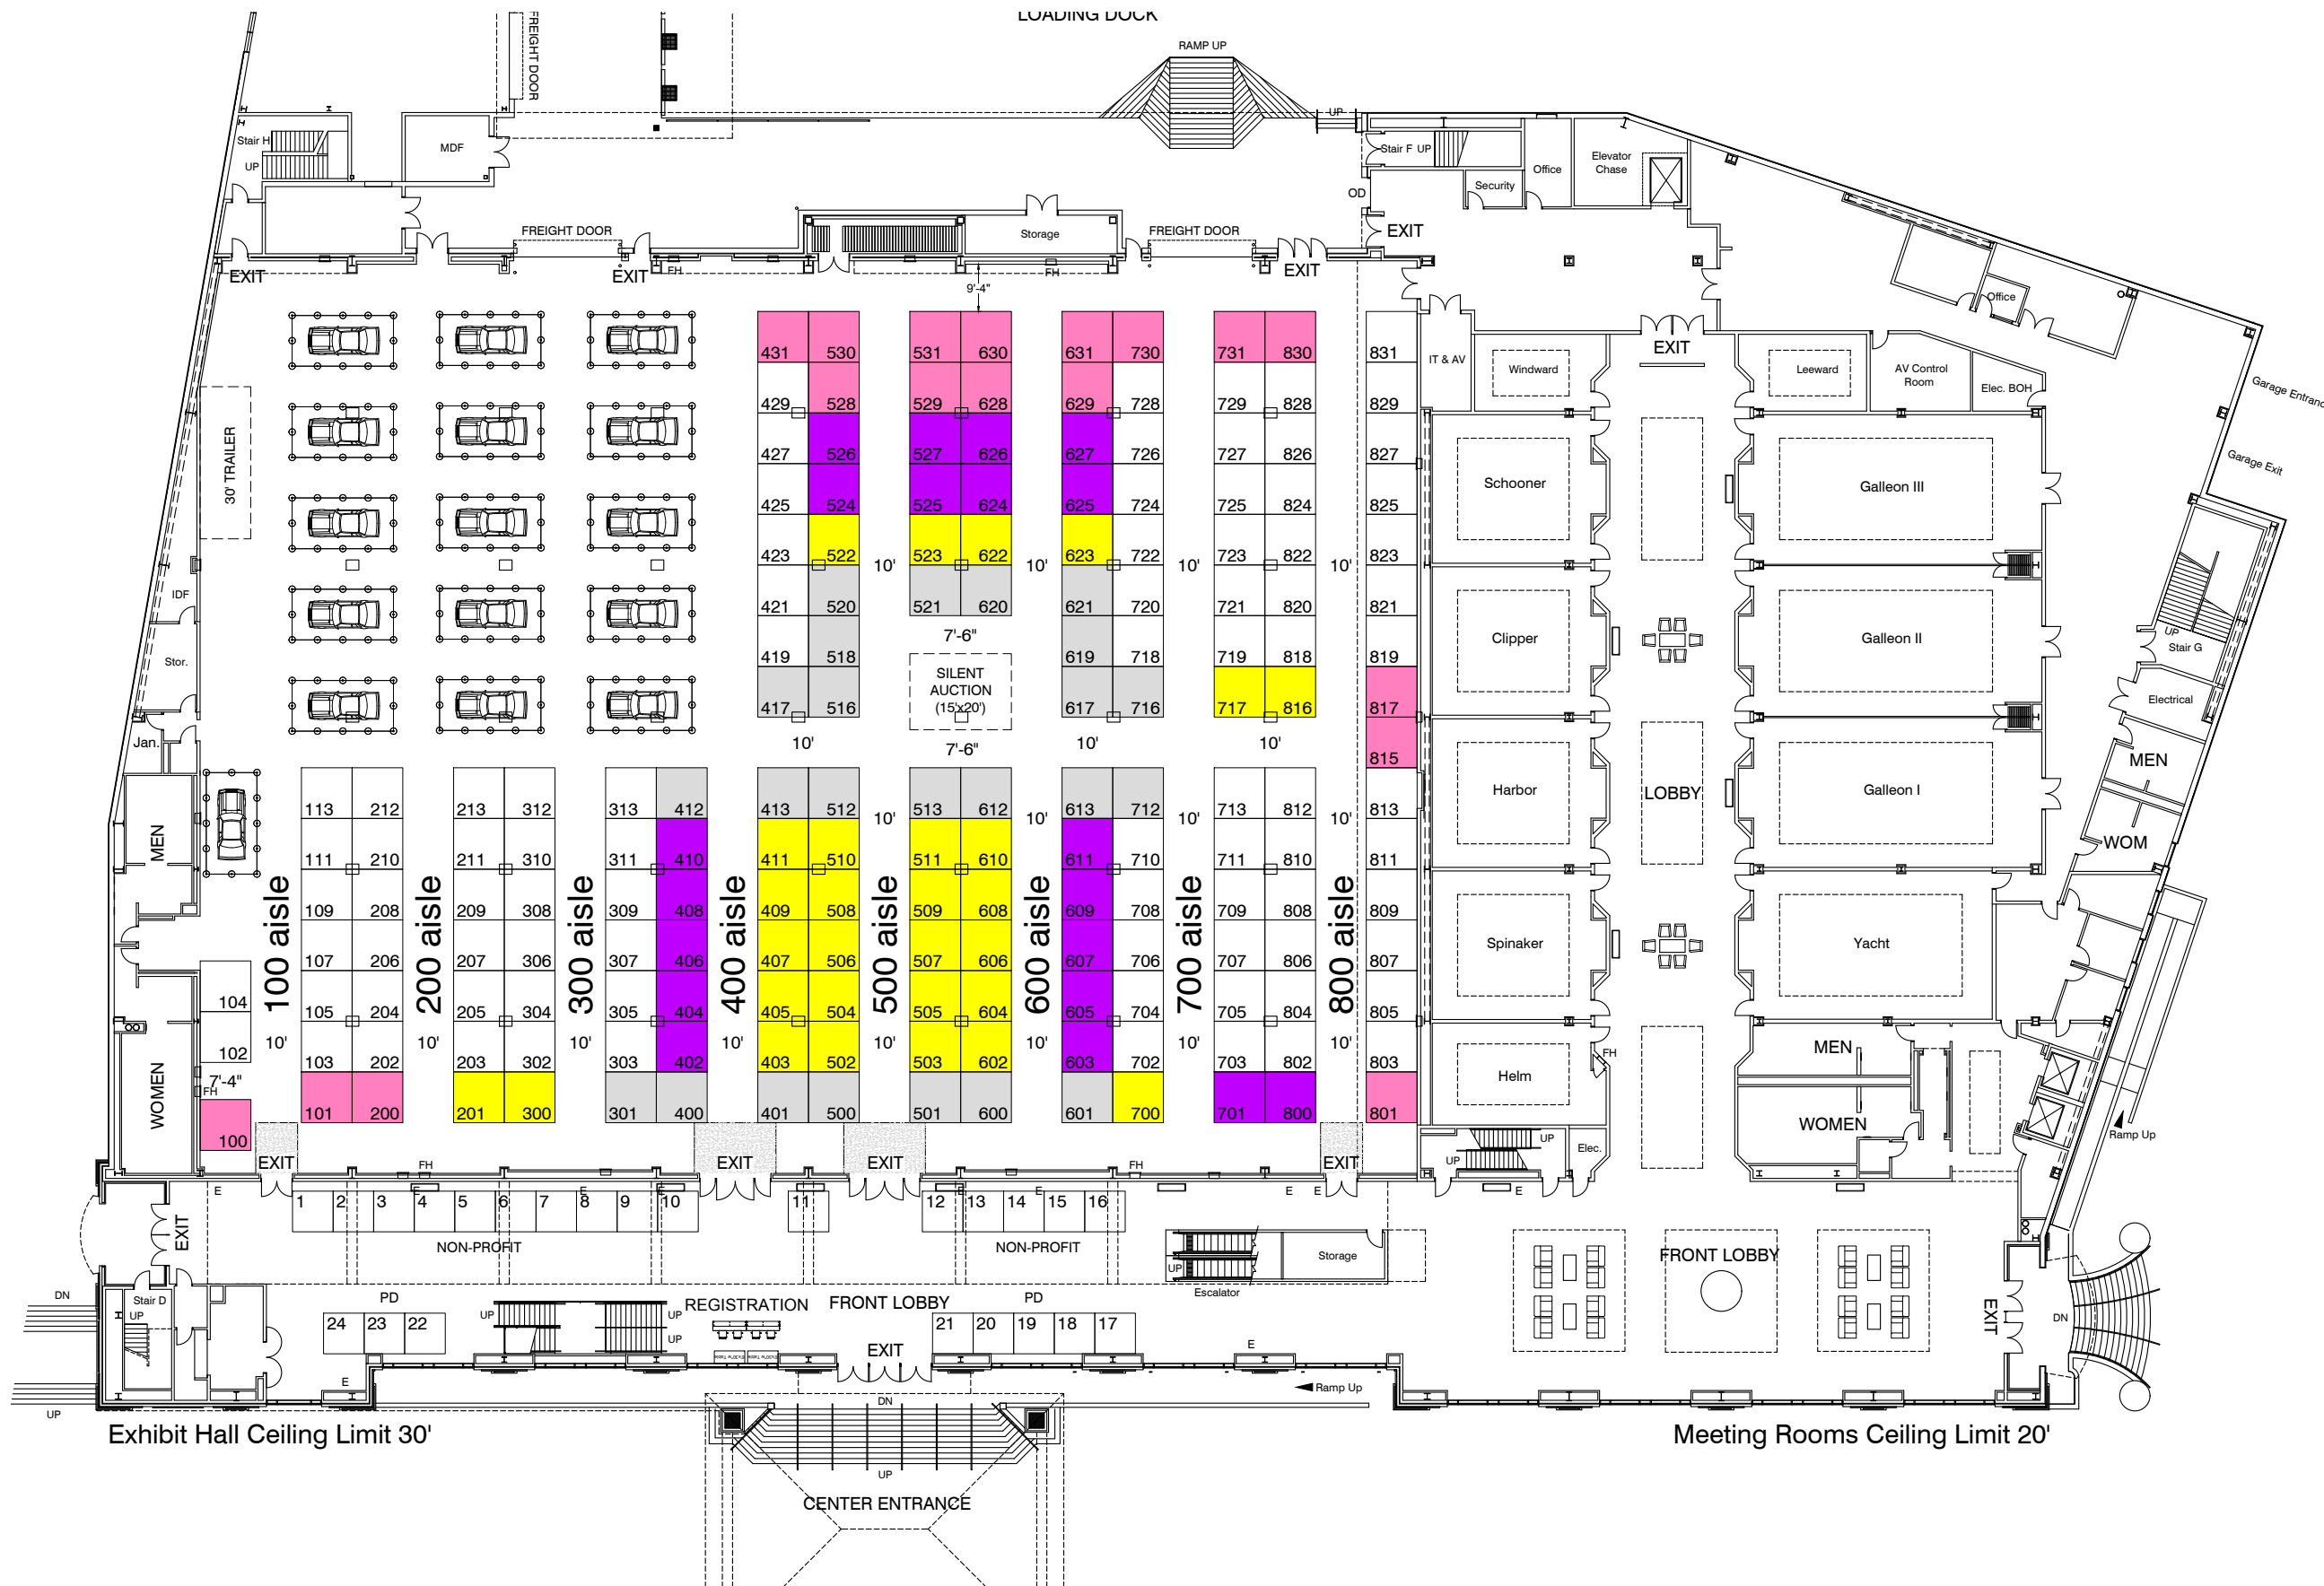 LOADING DOCK
FREIGHT DOOR
RAMP UP
UP
Stair H
UP
MDF
Stair F UP
Office
Elevator
Chase
Security
OD
EXIT
FREIGHT DOOR
Storage
FREIGHT DOOR
EXIT
EXIT
FH
FH
EXIT
9'-4"
Office
EXIT
IT & AV
Windward
Leeward
AV Control
Room
Elec. BOH
Garage Exit
30' TRAILER
431 530 531 630 631 730 731 830 831
429 528 529 628 629 728 729 828 829
427 526 527 626 627 726 727 826 827
425 524 525 624 625 724 725 824 825
423 522 523 622 623 722 723 822 823
10' 10' 10' 10'
421 520 521 620 621 720 721 820 821
7'-6"
419 518 619 718 719 818 819
SILENT
AUCTION
(15'x20')
417 516 617 716 717 816 817
10' 7'-6" 10' 10'
815
Schooner
Galleon III
Clipper
Galleon II
Harbor
LOBBY
Galleon I
Spinaker
Yacht
Helm
FH
MEN
WOMEN
IDF
Stor.
Jan.
MEN
WOMEN
UP
Stair G
Electrical
MEN
WOM
Ramp Up
113 212 213 312 313 412 413 512 513 612 613 712 713 812 813
10' 10' 10' 10'
111 210 211 310 311 410 411 510 511 610 611 710 711 810 811
109 208 209 308 309 408 409 508 509 608 609 708 709 808 809
107 206 207 306 307 406 407 506 507 606 607 706 707 806 807
104 105 204 205 304 305 404 405 504 505 604 605 704 705 804 805
102 103 202 203 302 303 402 403 502 503 602 603 702 703 802 803
100 aisle
200 aisle
300 aisle
400 aisle
500 aisle
600 aisle
700 aisle
800 aisle
10' 10' 10' 10' 10' 10' 10' 10'
7'-4"
FH
100 101 200 201 300 301 400 401 500 501 600 601 700 701 800 801
EXIT FH EXIT EXIT FH EXIT
UP
UP
Elec.
E E E E E E E E
1 2 3 4 5 6 7 8 9 10 11 12 13 14 15 16
NON-PROFIT
NON-PROFIT
EXIT
UP
Storage
Escalator
FRONT LOBBY
EXIT
DN
DN
Stair D
UP
PD
24 23 22
UP
UP
UP
REGISTRATION
FRONT LOBBY
PD
21 20 19 18 17
EXIT
E
E
Ramp Up
UP
DN
UP
CENTER ENTRANCE
Exhibit Hall Ceiling Limit 30'
Meeting Rooms Ceiling Limit 20'